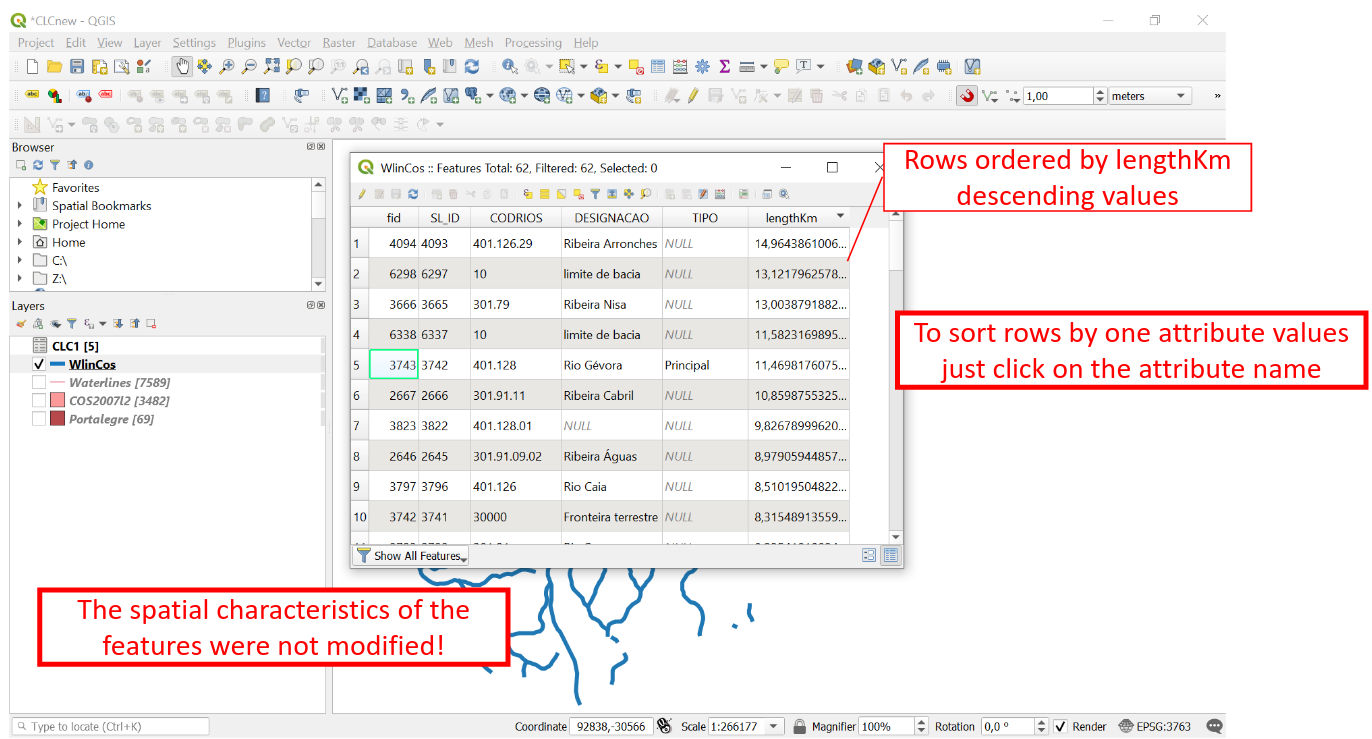 *CLCnew - QGIS
Project Edit View Layer Settings Plugins Vector Raster Database Web Mesh Processing Help
1,00 meters »
Browser
Favorites
Spatial Bookmarks
Project Home
Home
C:\
Z:\
Layers
CLC1 [5]
WlinCos
Waterlines [7589]
COS2007l2 [3482]
Portalegre [69]
WlinCos :: Features Total: 62, Filtered: 62, Selected: 0
fid SL_ID CODRIOS DESIGNACAO TIPO lengthKm
1 4094 4093 401.126.29 Ribeira Arronches NULL 14,9643861006...
2 6298 6297 10 limite de bacia NULL 13,1217962578...
3 3666 3665 301.79 Ribeira Nisa NULL 13,0038791882...
4 6338 6337 10 limite de bacia NULL 11,5823169895...
5 3743 3742 401.128 Rio Gévora Principal 11,4698176075...
6 2667 2666 301.91.11 Ribeira Cabril NULL 10,8598755325...
7 3823 3822 401.128.01 NULL NULL 9,82678999620...
8 2646 2645 301.91.09.02 Ribeira Águas NULL 8,97905944857...
9 3797 3796 401.126 Rio Caia NULL 8,51019504822...
10 3742 3741 30000 Fronteira terrestre NULL 8,31548913559...
Show All Features
Rows ordered by lengthKm
descending values
To sort rows by one attribute values
just click on the attribute name
The spatial characteristics of the
features were not modified!
Type to locate (Ctrl+K) Coordinate 92838,-30566 Scale 1:266177 Magnifier 100% Rotation 0,0 ° Render EPSG:3763